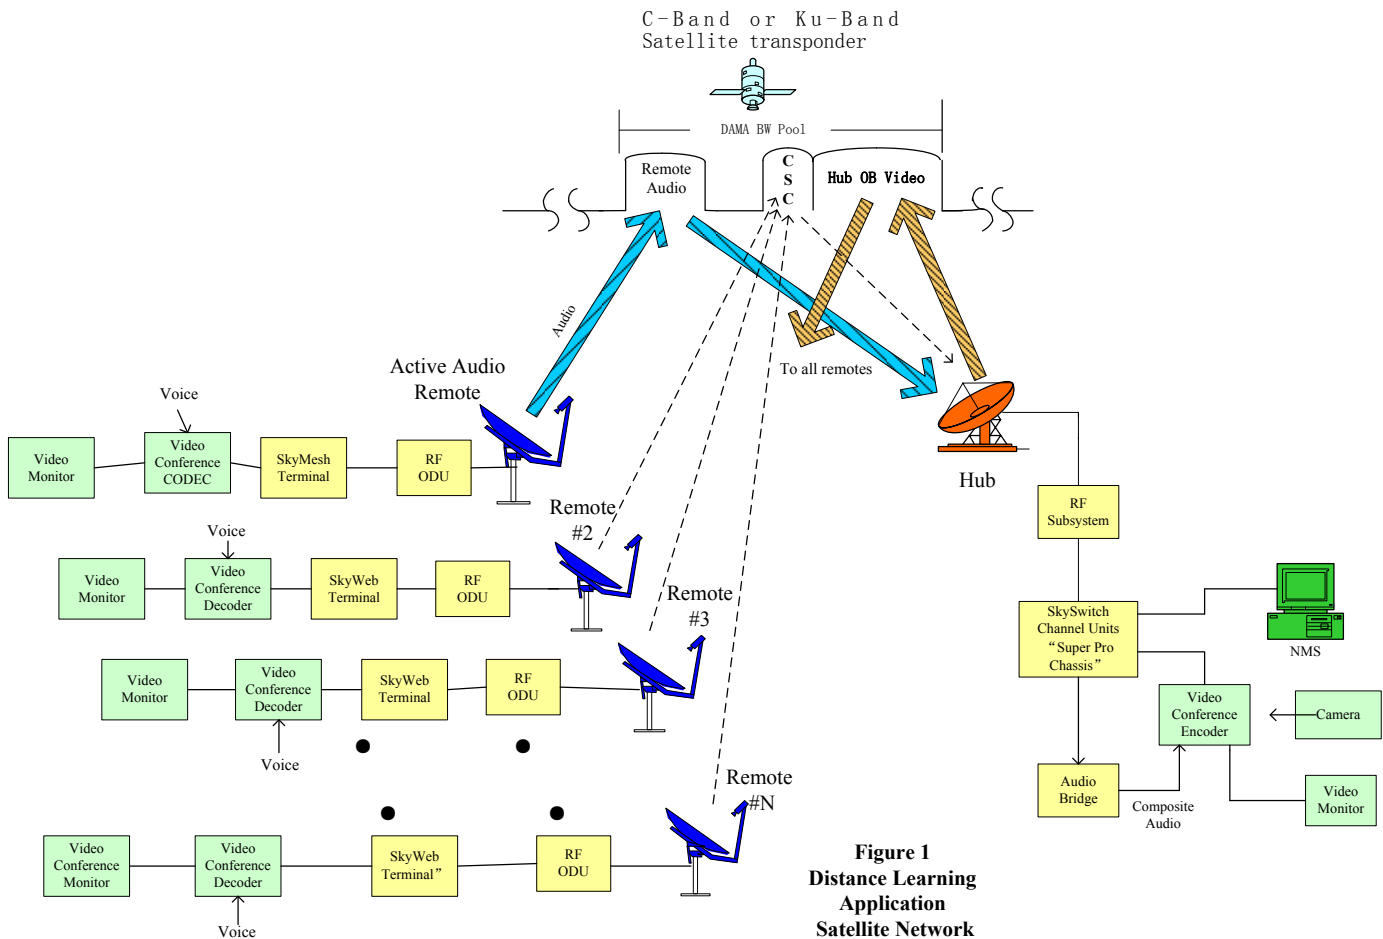 C-Band or Ku-Band
Satellite transponder
DAMA BW Pool
Remote
Audio
C
S
C
Hub OB Video
Audio
To all remotes
Active Audio
Remote
Voice
Video
Monitor
Video
Conference
CODEC
SkyMesh
Terminal
RF
ODU
Hub
RF
Subsystem
Remote
#2
Voice
Video
Monitor
Video
Conference
Decoder
SkyWeb
Terminal
RF
ODU
Remote
#3
SkySwitch
Channel Units
“Super Pro
Chassis”
NMS
Video
Monitor
Video
Conference
Decoder
SkyWeb
Terminal
RF
ODU
Voice
Video
Conference
Encoder
Camera
Audio
Bridge
Composite
Audio
Video
Monitor
Remote
#N
Video
Conference
Monitor
Video
Conference
Decoder
SkyWeb
Terminal”
RF
ODU
Voice
Figure 1
Distance Learning
Application
Satellite Network